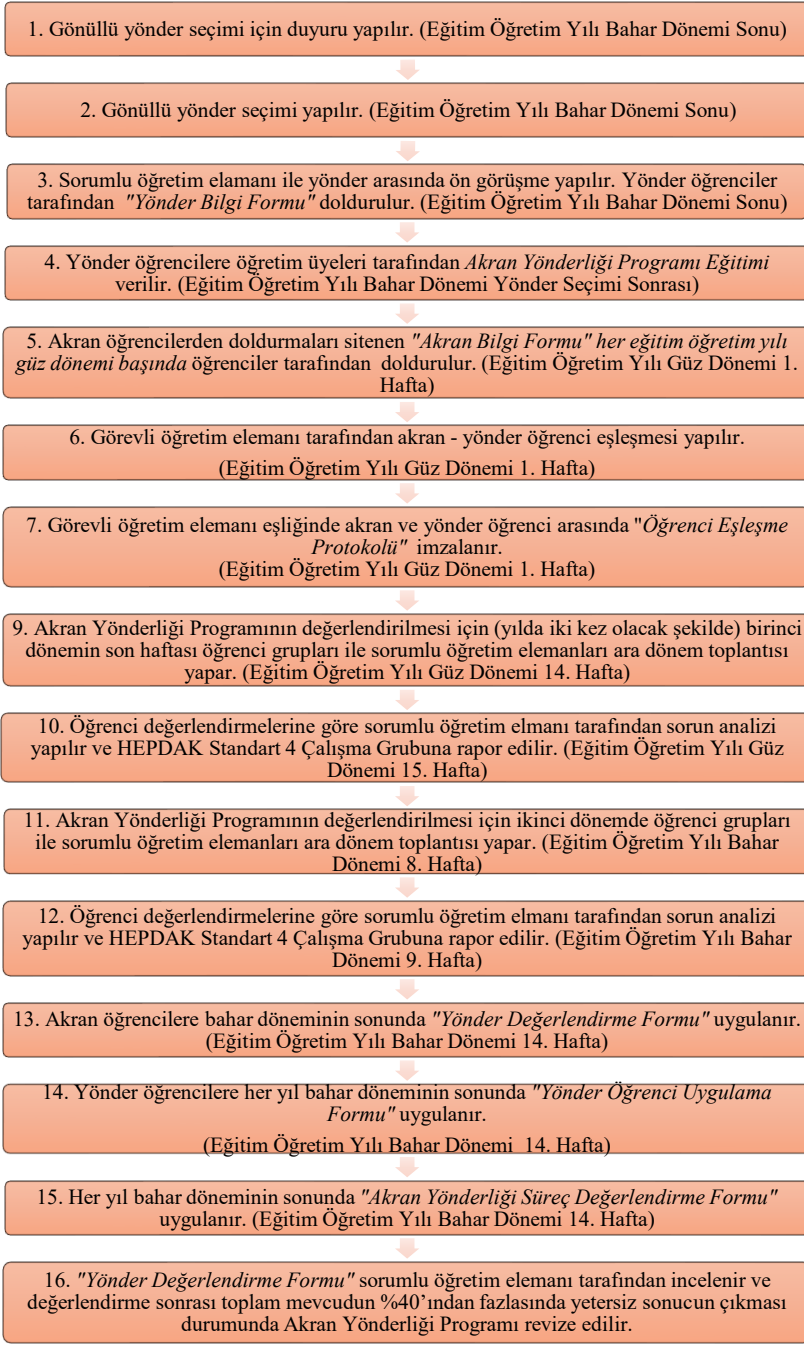 1. Gönüllü yönder seçimi için duyuru yapılır. (Eğitim Öğretim Yılı Bahar Dönemi Sonu)
2. Gönüllü yönder seçimi yapılır. (Eğitim Öğretim Yılı Bahar Dönemi Sonu)
3. Sorumlu öğretim elamanı ile yönder arasında ön görüşme yapılır. Yönder öğrenciler
tarafından "Yönder Bilgi Formu" doldurulur. (Eğitim Öğretim Yılı Bahar Dönemi Sonu)
4. Yönder öğrencilere öğretim üyeleri tarafından Akran Yönderliği Programı Eğitimi
verilir. (Eğitim Öğretim Yılı Bahar Dönemi Yönder Seçimi Sonrası)
5. Akran öğrencilerden doldurmaları sitenen "Akran Bilgi Formu" her eğitim öğretim yılı
güz dönemi başında öğrenciler tarafından doldurulur. (Eğitim Öğretim Yılı Güz Dönemi 1.
Hafta)
6. Görevli öğretim elemanı tarafından akran - yönder öğrenci eşleşmesi yapılır.
(Eğitim Öğretim Yılı Güz Dönemi 1. Hafta)
7. Görevli öğretim elemanı eşliğinde akran ve yönder öğrenci arasında "Öğrenci Eşleşme
Protokolü" imzalanır.
(Eğitim Öğretim Yılı Güz Dönemi 1. Hafta)
9. Akran Yönderliği Programının değerlendirilmesi için (yılda iki kez olacak şekilde) birinci
dönemin son haftası öğrenci grupları ile sorumlu öğretim elemanları ara dönem toplantısı
yapar. (Eğitim Öğretim Yılı Güz Dönemi 14. Hafta)
10. Öğrenci değerlendirmelerine göre sorumlu öğretim elmanı tarafından sorun analizi
yapılır ve HEPDAK Standart 4 Çalışma Grubuna rapor edilir. (Eğitim Öğretim Yılı Güz
Dönemi 15. Hafta)
11. Akran Yönderliği Programının değerlendirilmesi için ikinci dönemde öğrenci grupları
ile sorumlu öğretim elemanları ara dönem toplantısı yapar. (Eğitim Öğretim Yılı Bahar
Dönemi 8. Hafta)
12. Öğrenci değerlendirmelerine göre sorumlu öğretim elmanı tarafından sorun analizi
yapılır ve HEPDAK Standart 4 Çalışma Grubuna rapor edilir. (Eğitim Öğretim Yılı Bahar
Dönemi 9. Hafta)
13. Akran öğrencilere bahar döneminin sonunda "Yönder Değerlendirme Formu" uygulanır.
(Eğitim Öğretim Yılı Bahar Dönemi 14. Hafta)
14. Yönder öğrencilere her yıl bahar döneminin sonunda "Yönder Öğrenci Uygulama
Formu" uygulanır.
(Eğitim Öğretim Yılı Bahar Dönemi 14. Hafta)
15. Her yıl bahar döneminin sonunda "Akran Yönderliği Süreç Değerlendirme Formu"
uygulanır. (Eğitim Öğretim Yılı Bahar Dönemi 14. Hafta)
16. "Yönder Değerlendirme Formu" sorumlu öğretim elemanı tarafından incelenir ve
değerlendirme sonrası toplam mevcudun %40’ından fazlasında yetersiz sonucun çıkması
durumunda Akran Yönderliği Programı revize edilir.